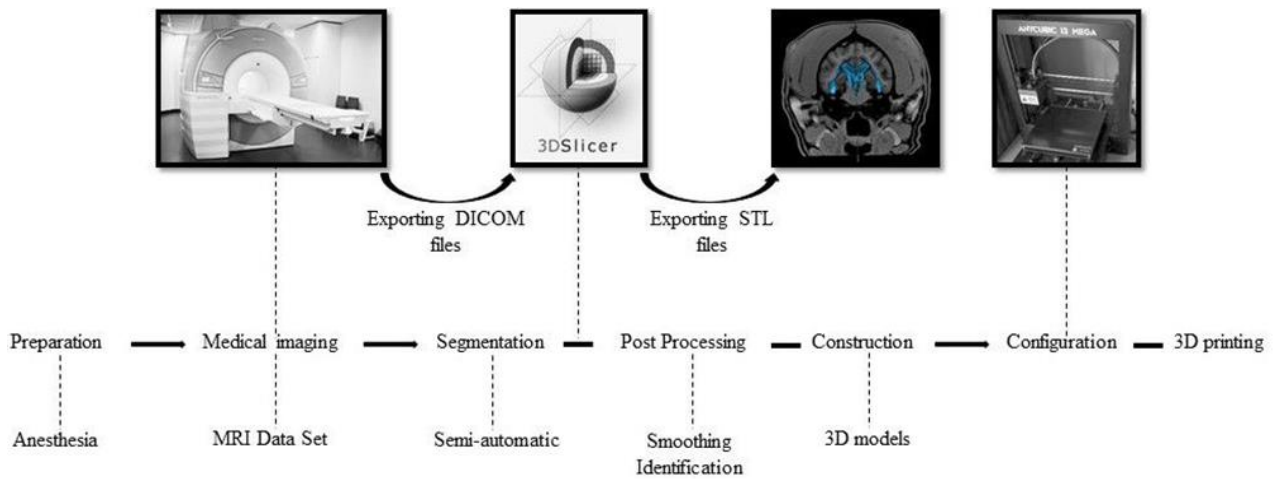 ANYCUBIC I3 MEGA
3DSlicer
Exporting DICOM
files
Exporting STL
files
Preparation
Medical imaging
Segmentation
Post Processing
Construction
Configuration
3D printing
Anesthesia
MRI Data Set
Semi-automatic
Smoothing
Identification
3D models